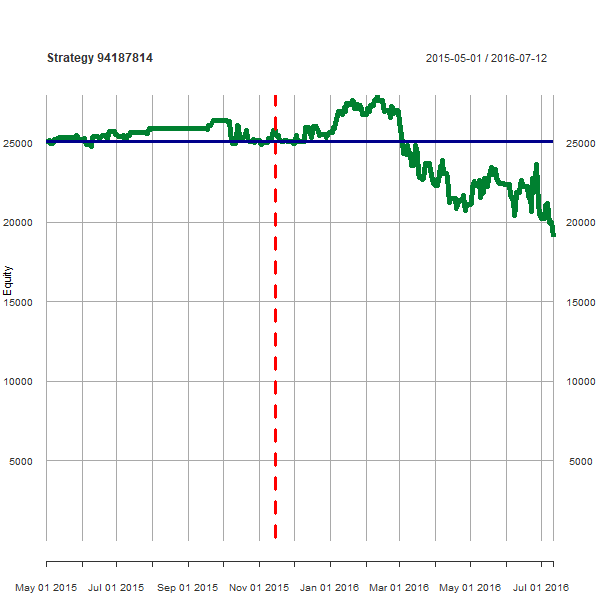 Strategy 94187814
2015-05-01 / 2016-07-12
25000
25000
20000
20000
Equity
15000
15000
10000
10000
5000
5000
May 01 2015
Jul 01 2015
Sep 01 2015
Nov 01 2015
Jan 01 2016
Mar 01 2016
May 01 2016
Jul 01 2016